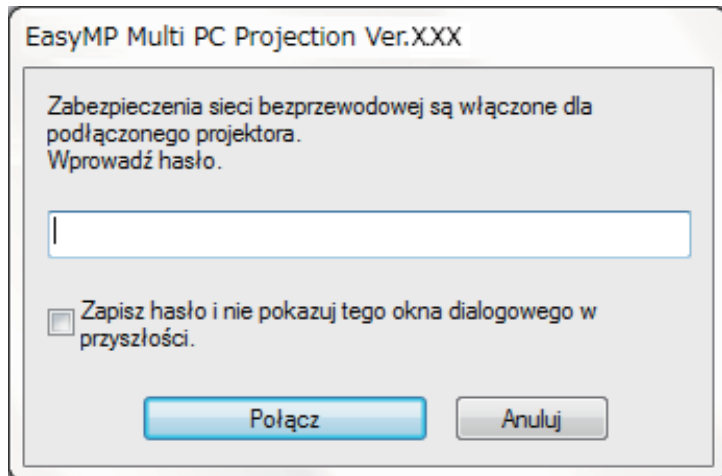 EasyMP Multi PC Projection Ver.XXX
Zabezpieczenia sieci bezprzewodowej są włączone dla
podłączonego projektora.
Wprowadź hasło.
Zapisz hasło i nie pokazuj tego okna dialogowego w
przyszłości.
Połącz
Anuluj